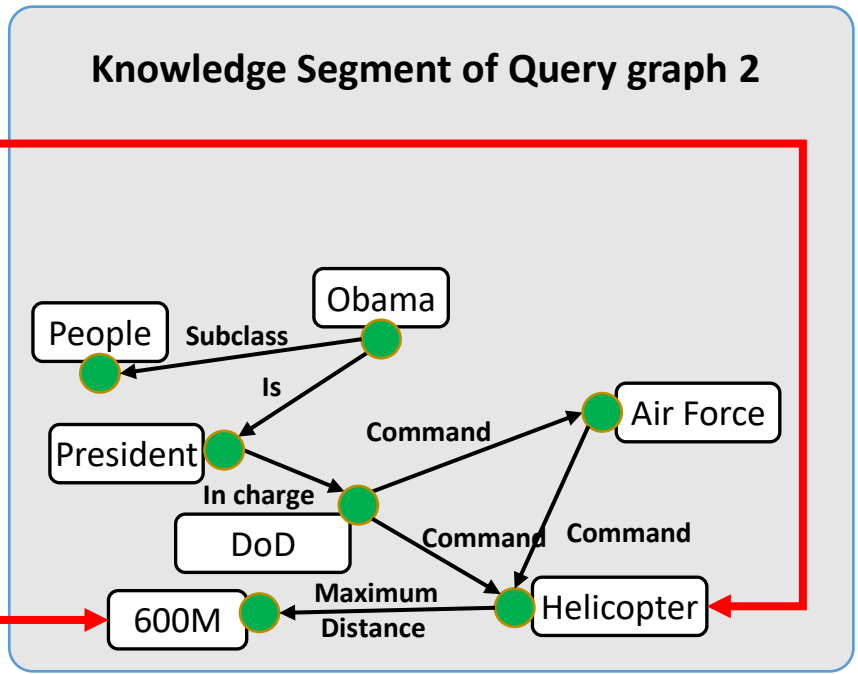 Knowledge Segment of Query graph 2
Obama
People
Subclass
Is
Air Force
Command
President
In charge
DoD
Command
Command
Maximum
Distance
600M
Helicopter